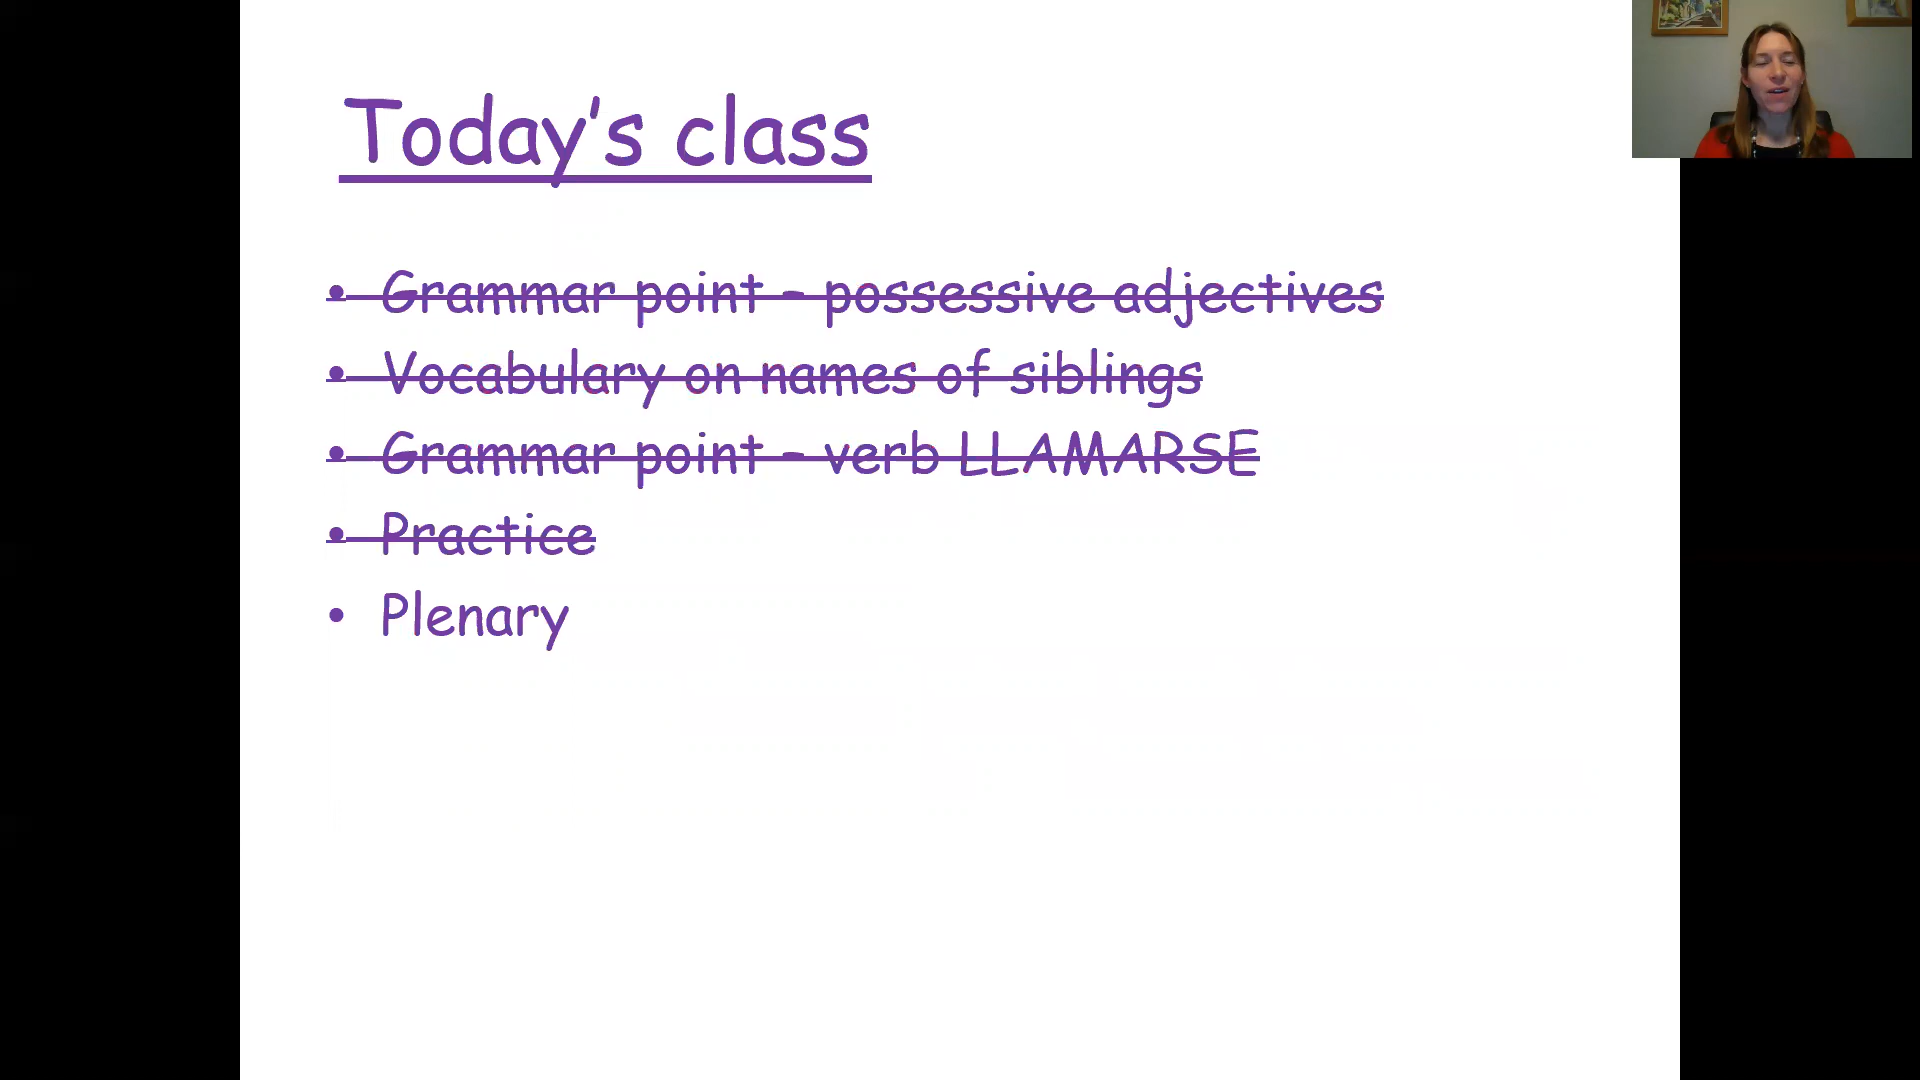 Today's class
• Grammar point - possessive adjectives
• Vocabulary on names of siblings
• Grammar point - verb LLAMARSE
• Practice
• Plenary